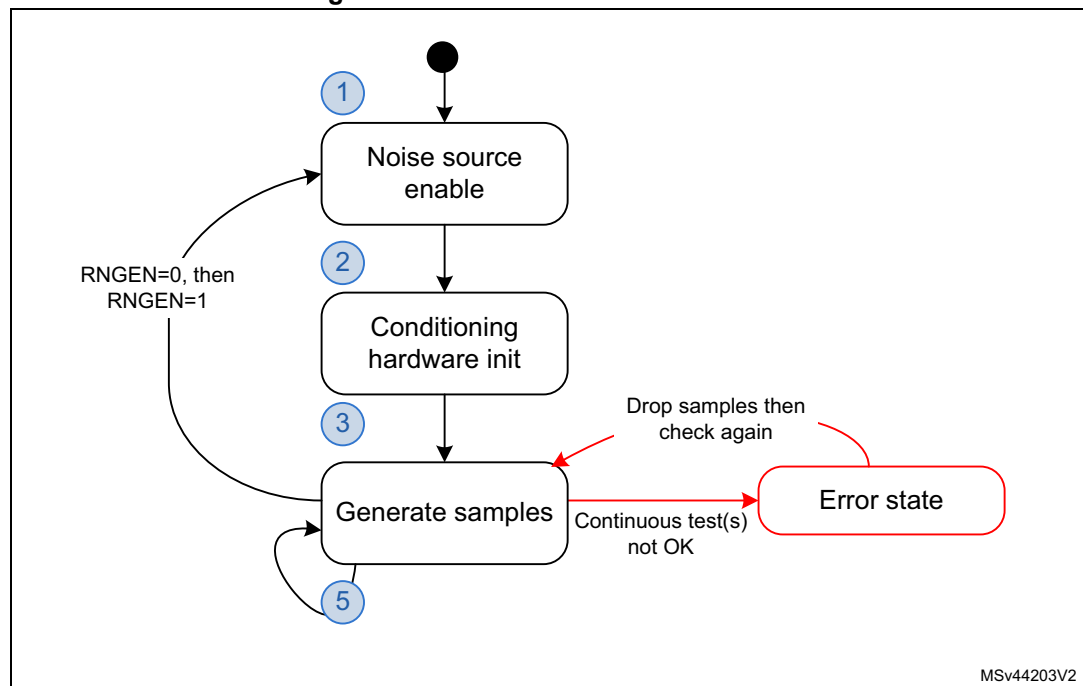 1
Noise source
enable
2
RNGEN=0, then
RNGEN=1
Conditioning
hardware init
3
Drop samples then
check again
Generate samples
Continuous test(s)
not OK
Error state
5
MSv44203V2